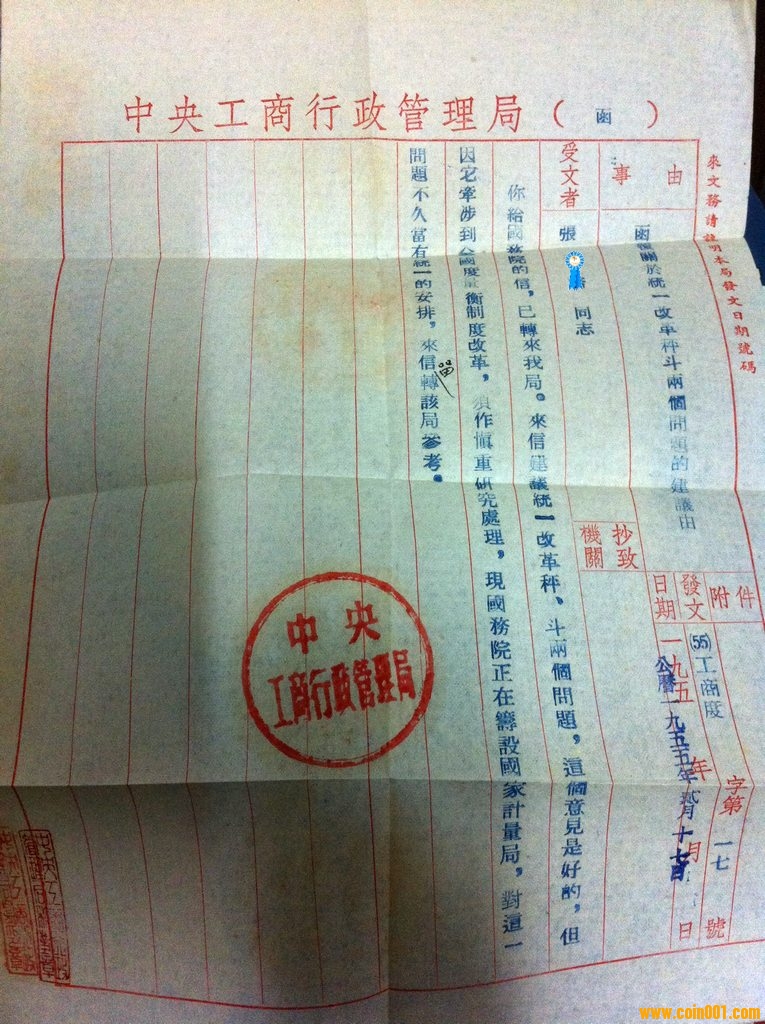 中央工商行政管理局（函）
來文務請註明本局發文日期號碼
事由
函復關於統一改革秤斗兩個問題的建議由
附件
發文
(55)工商度字第一七號
日期
一九五 年 月 日
公曆一九五五年貳月十七日
抄致機關
受文者
張 同志
你給國務院的信，已轉來我局。來信建議統一改革秤、斗兩個問題，這個意見是好的，但
因它牽涉到全國度量衡制度改革，須作慎重研究處理，現國務院正在籌設國家計量局，對這一
問題不久當有統一的安排，來信當轉該局參考。
中央
工商行政管理局
www.coin001.com